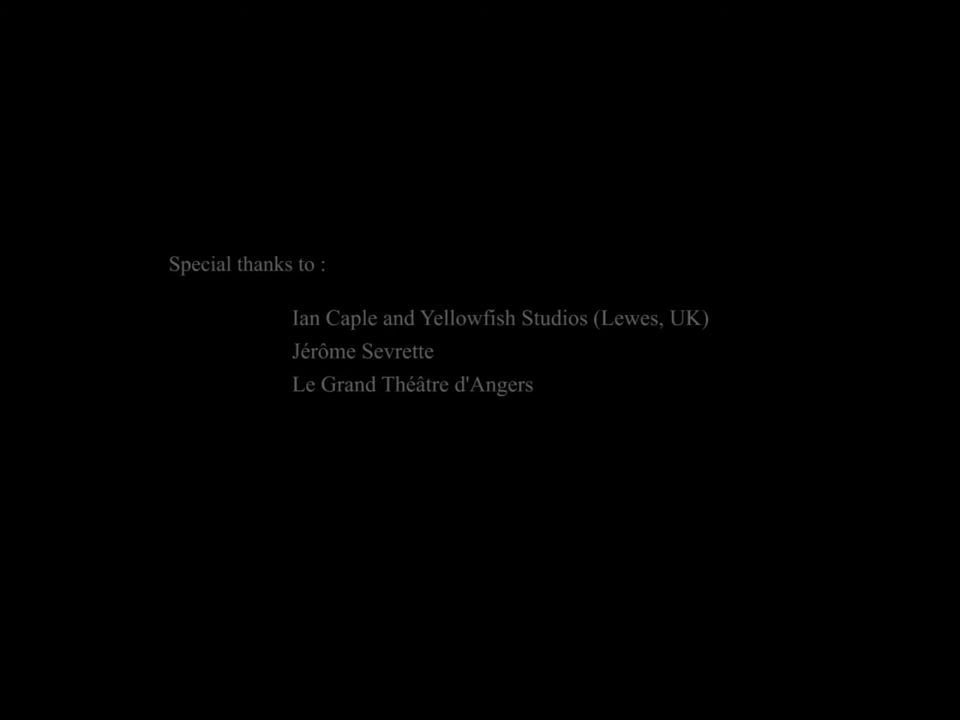 Special thanks to :
Ian Caple and Yellowfish Studios (Lewes, UK)
Jérôme Sevrette
Le Grand Théâtre d'Angers